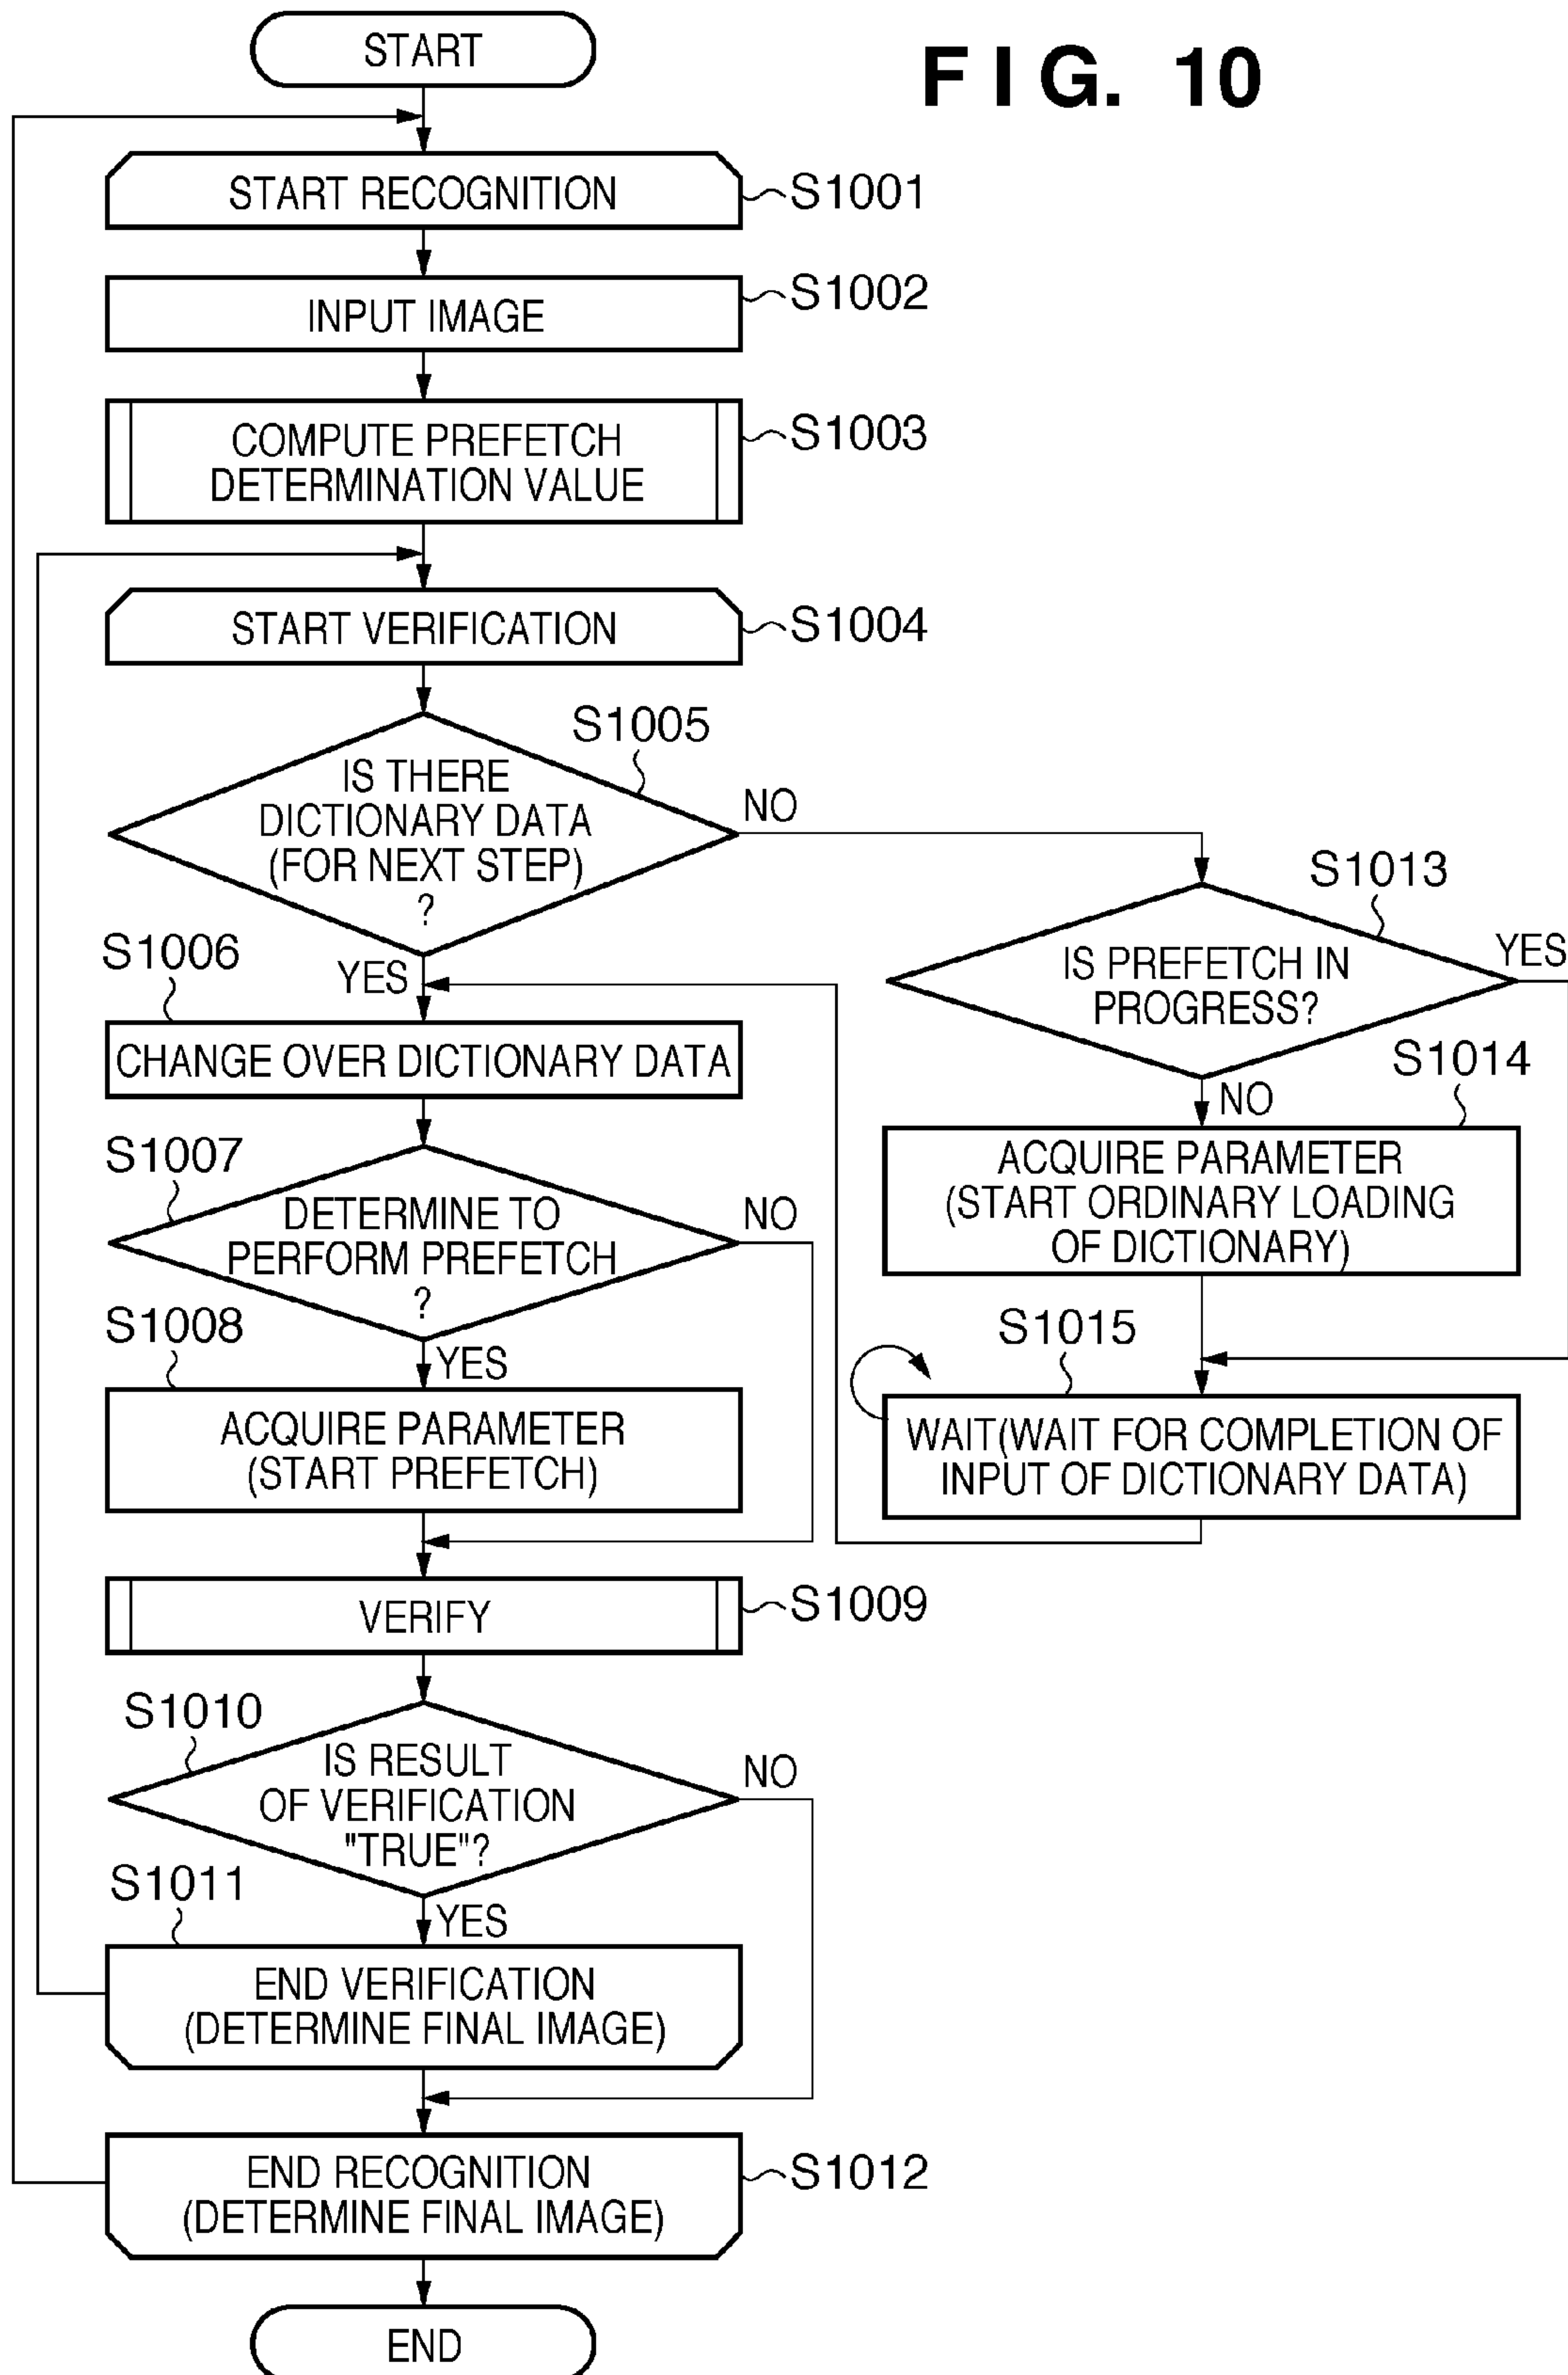 FIG. 10
START
START RECOGNITION
S1001
INPUT IMAGE
S1002
COMPUTE PREFETCH
DETERMINATION VALUE
S1003
START VERIFICATION
S1004
S1005
IS THERE
DICTIONARY DATA
(FOR NEXT STEP)
?
NO
YES
S1006
CHANGE OVER DICTIONARY DATA
S1007
DETERMINE TO
PERFORM PREFETCH
?
NO
YES
S1008
ACQUIRE PARAMETER
(START PREFETCH)
VERIFY
S1009
S1010
IS RESULT
OF VERIFICATION
"TRUE"?
NO
YES
S1011
END VERIFICATION
(DETERMINE FINAL IMAGE)
END RECOGNITION
(DETERMINE FINAL IMAGE)
S1012
END
S1013
IS PREFETCH IN
PROGRESS?
YES
NO
S1014
ACQUIRE PARAMETER
(START ORDINARY LOADING
OF DICTIONARY)
S1015
WAIT(WAIT FOR COMPLETION OF
INPUT OF DICTIONARY DATA)